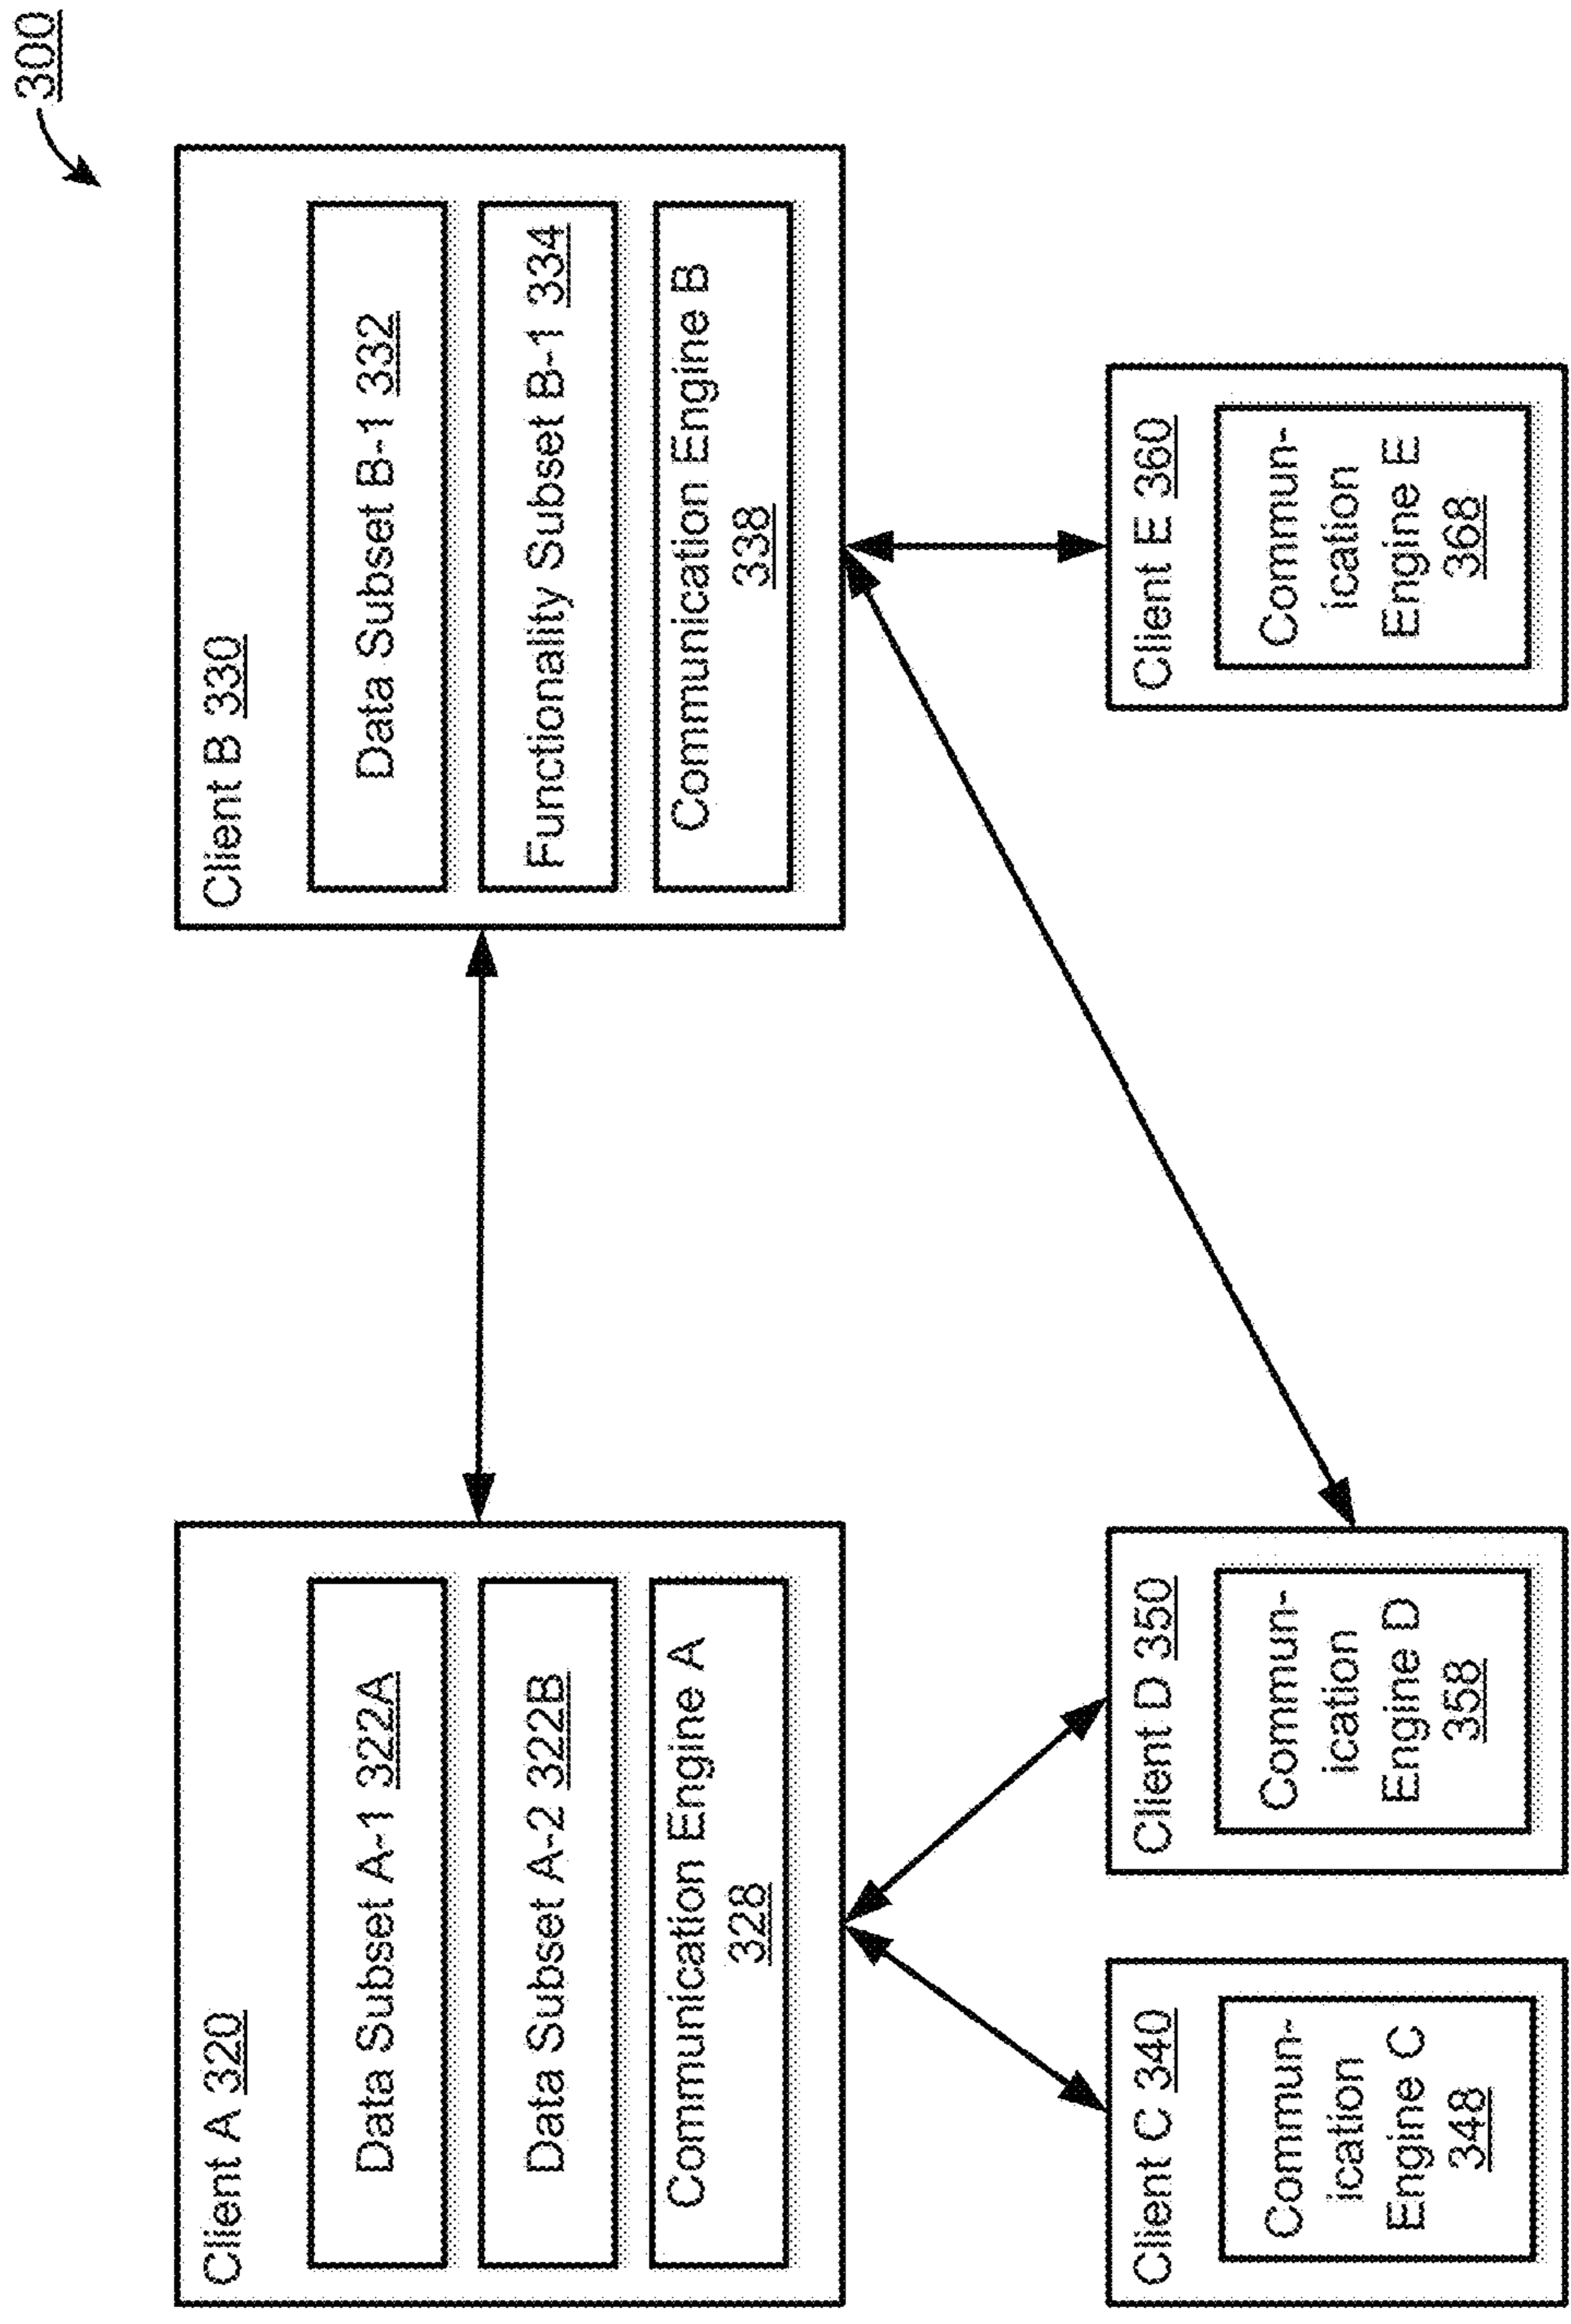 300
Client A 320
Data Subset A-1 322A
Data Subset A-2 322B
Communication Engine A
328
Client B 330
Data Subset B-1 332
Functionality Subset B-1 334
Communication Engine B
338
Client C 340
Commun-
ication
Engine C
348
Client D 350
Commun-
ication
Engine D
358
Client E 360
Commun-
ication
Engine E
368